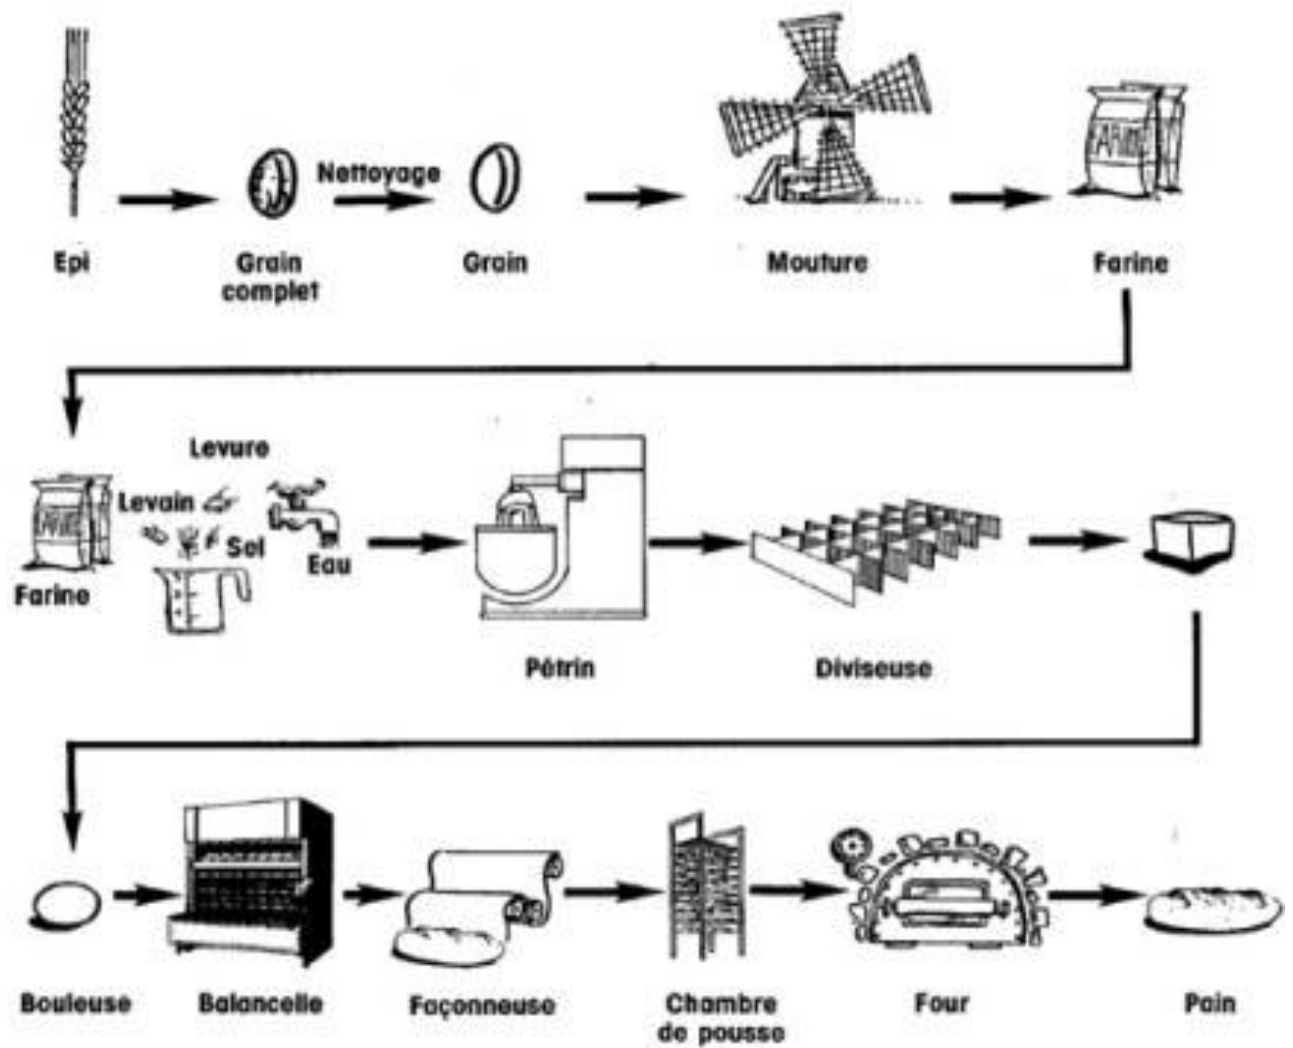 Nettoyage
Epi
Grain
complet
Grain
Mouture
Farine
FARINE
Levure
Levain
Sel
Eau
Farine
Pétrin
Diviseuse
Bouleuse
Balancelle
Façonneuse
Chambre
de pousse
Four
Pain